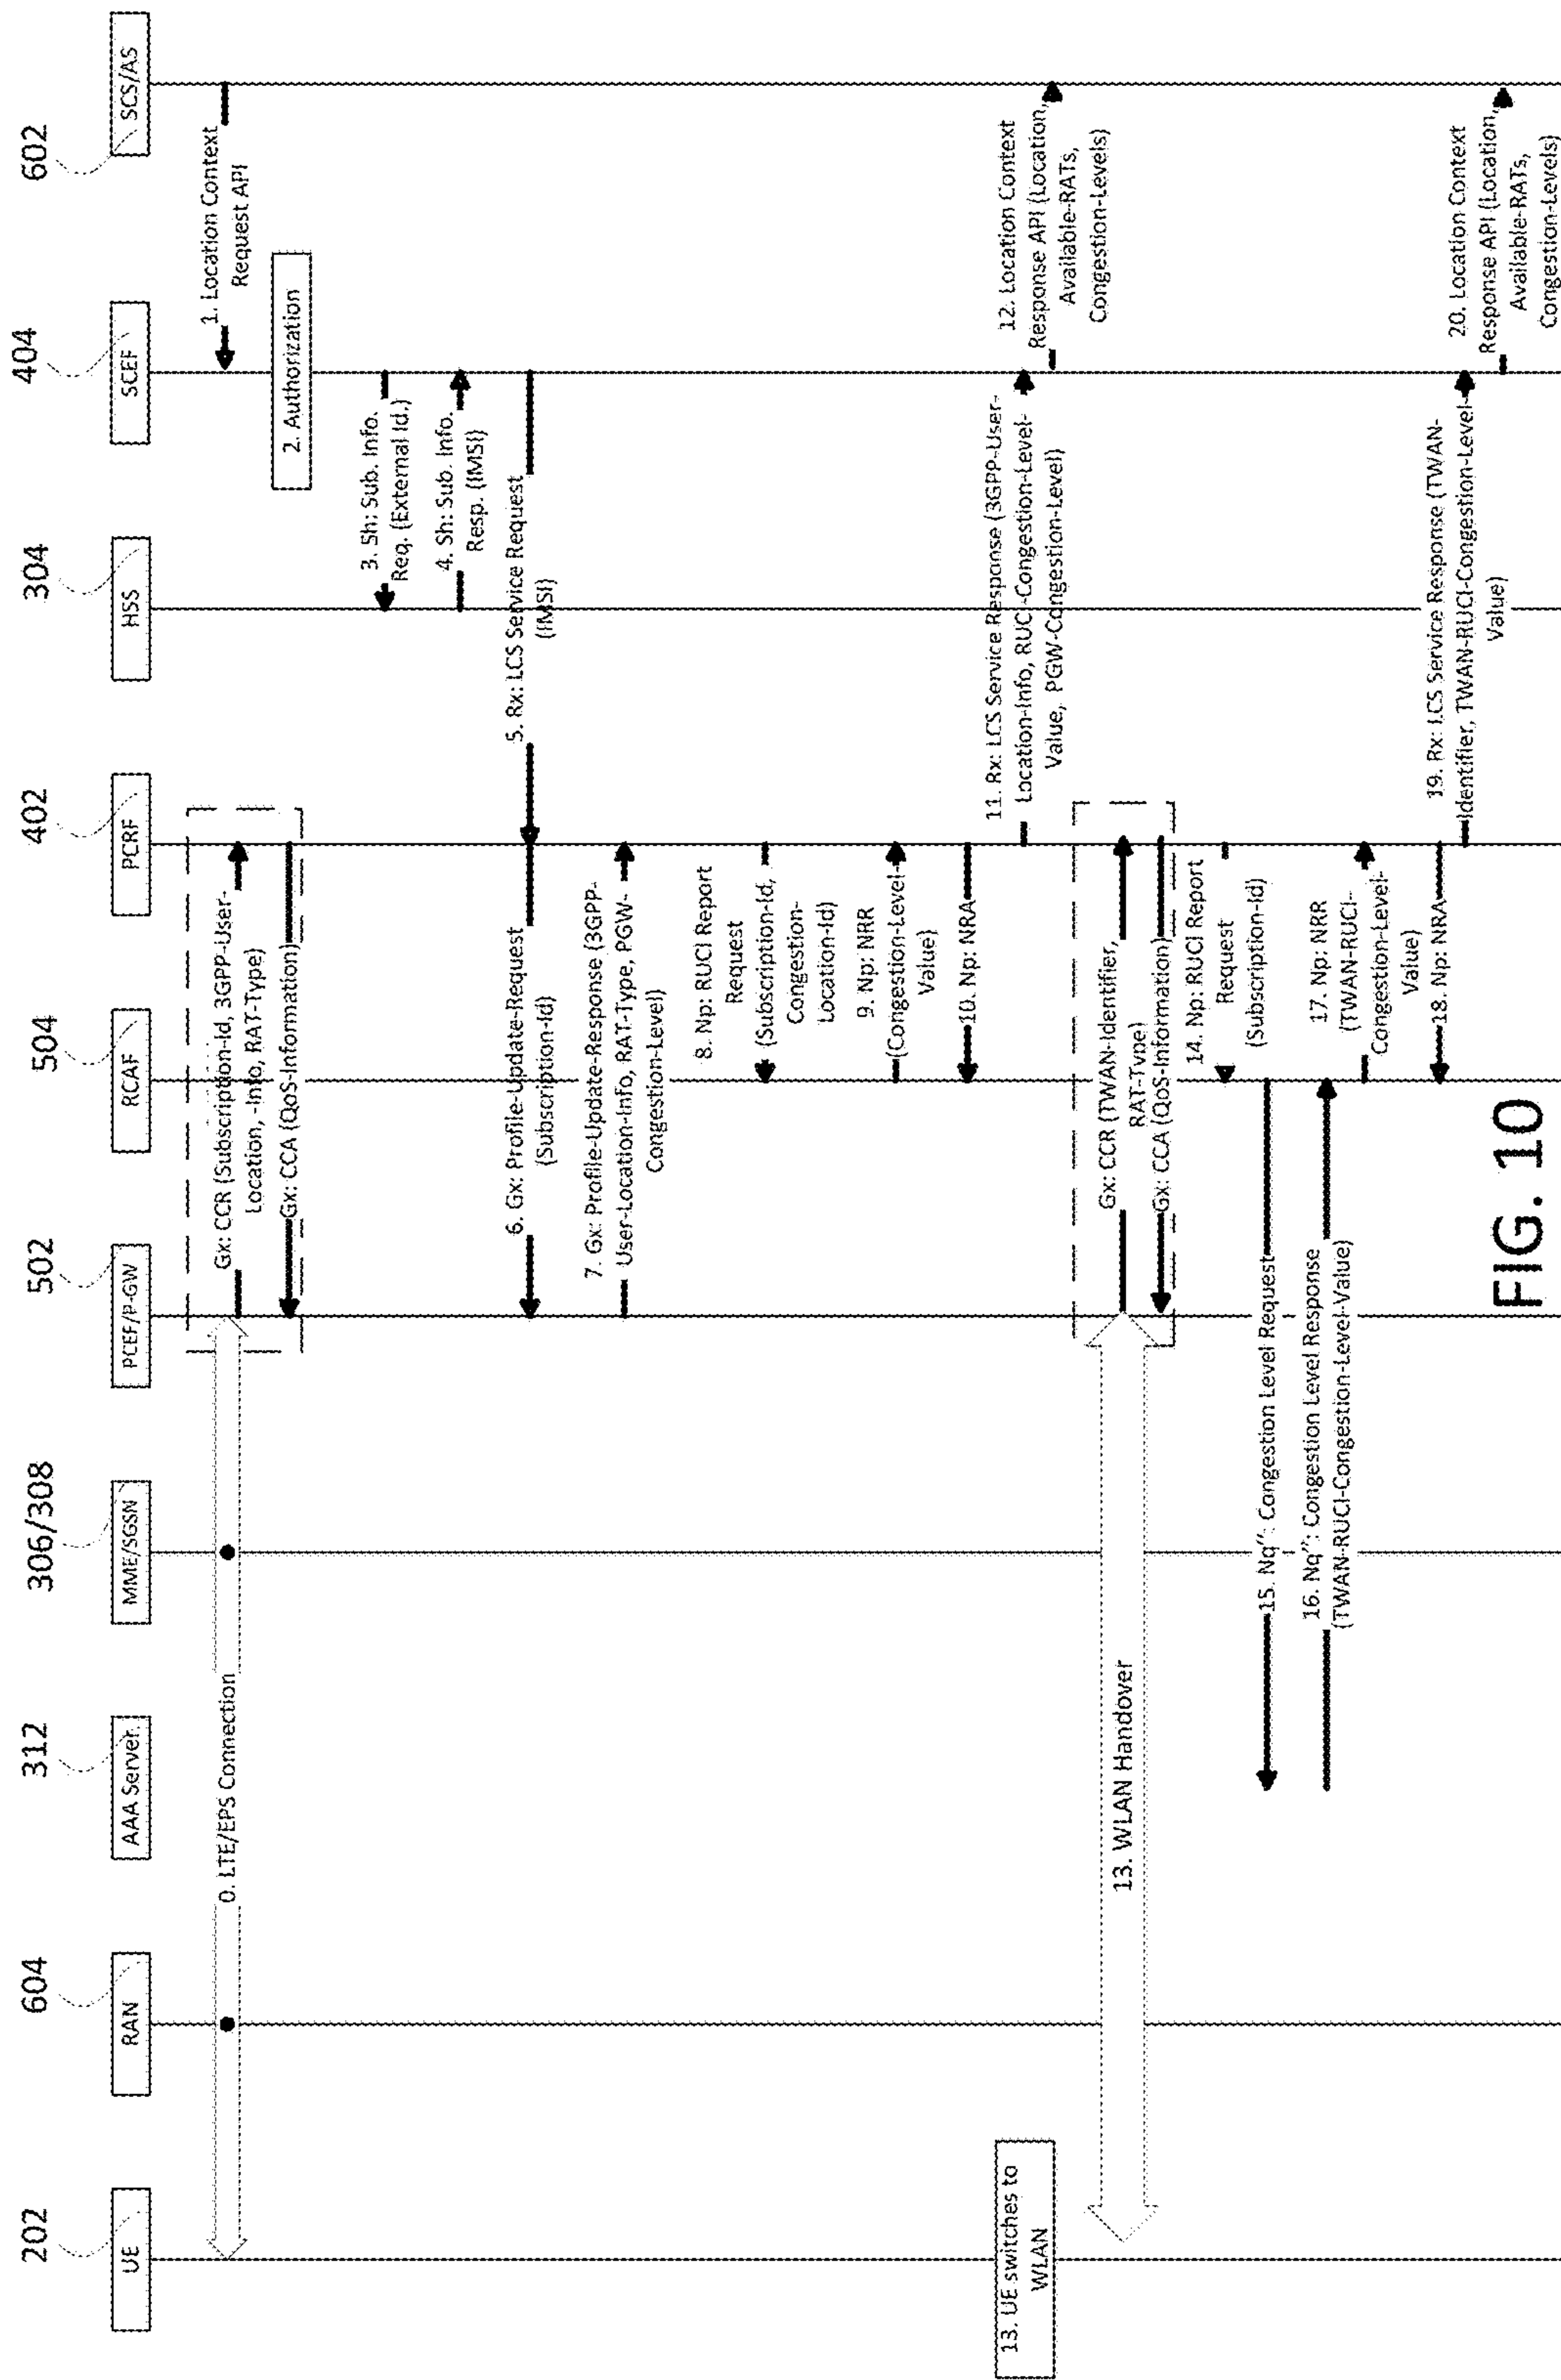 202
604
312
306/308
502
504
402
304
404
602
UE
RAN
AAA Server
MME/SGSN
PCEF/P-GW
RCAF
PCRF
HSS
SCEF
SCS/AS
0. LTE/EPS Connection
Gx: CCR (Subscription-Id, 3GPP-User-
Location, -Info, RAT-Type)
Gx: CCA (QoS-Information)
1. Location Context
Request API
2. Authorization
3. Sh: Sub. Info.
Req. (External Id.)
4. Sh: Sub. Info.
Resp. (IMSI)
5. Rx: LCS Service Request
(IMSI)
6. Gx: Profile-Update-Request
(Subscription-Id)
7. Gx: Profile-Update-Response (3GPP-
User-Location-Info, RAT-Type, PGW-
Congestion-Level)
8. Np: RUCI Report
Request
(Subscription-Id,
Congestion-
Location-Id)
9. Np: NRR
(Congestion-Level-
Value)
10. Np: NRA
11. Rx: LCS Service Response (3GPP-User-
Location-Info, RUCI-Congestion-Level-
Value, PGW-Congestion-Level)
12. Location Context
Response API (Location,
Available-RATs,
Congestion-Levels)
13. UE switches to
WLAN
13. WLAN Handover
Gx: CCR (TWAN-Identifier,
RAT-Type)
Gx: CCA (QoS-Information)
14. Np: RUCI Report
Request
(Subscription-Id)
15. Nq'': Congestion Level Request
16. Nq'': Congestion Level Response
(TWAN-RUCI-Congestion-Level-Value)
17. Np: NRR
(TWAN-RUCI-
Congestion-Level-
Value)
18. Np: NRA
19. Rx: LCS Service Response (TWAN-
Identifier, TWAN-RUCI-Congestion-Level-
Value)
20. Location Context
Response API (Location,
Available-RATs,
Congestion-Levels)
FIG. 10